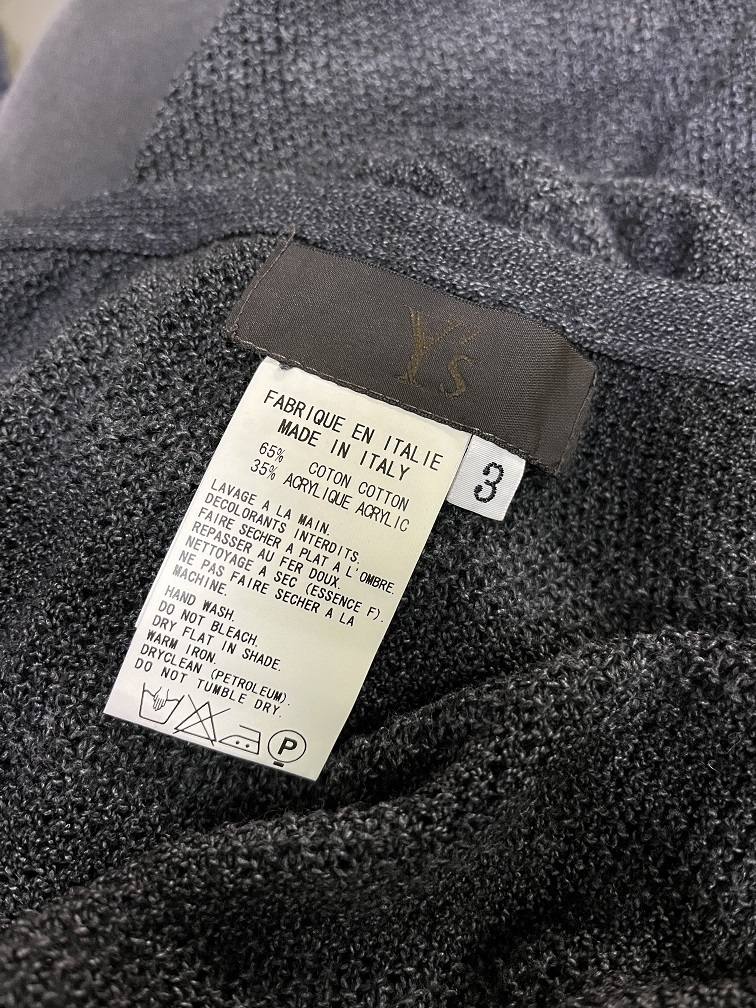 Y's
FABRIQUE EN ITALIE
MADE IN ITALY
65% COTON COTTON
35% ACRYLIQUE ACRYLIC
3
LAVAGE A LA MAIN.
DECOLORANTS INTERDITS.
FAIRE SECHER A PLAT A L'OMBRE.
REPASSER AU FER DOUX.
NETTOYAGE A SEC (ESSENCE F).
NE PAS FAIRE SECHER A LA
MACHINE.
HAND WASH.
DO NOT BLEACH.
DRY FLAT IN SHADE.
WARM IRON.
DRYCLEAN (PETROLEUM).
DO NOT TUMBLE DRY.
P